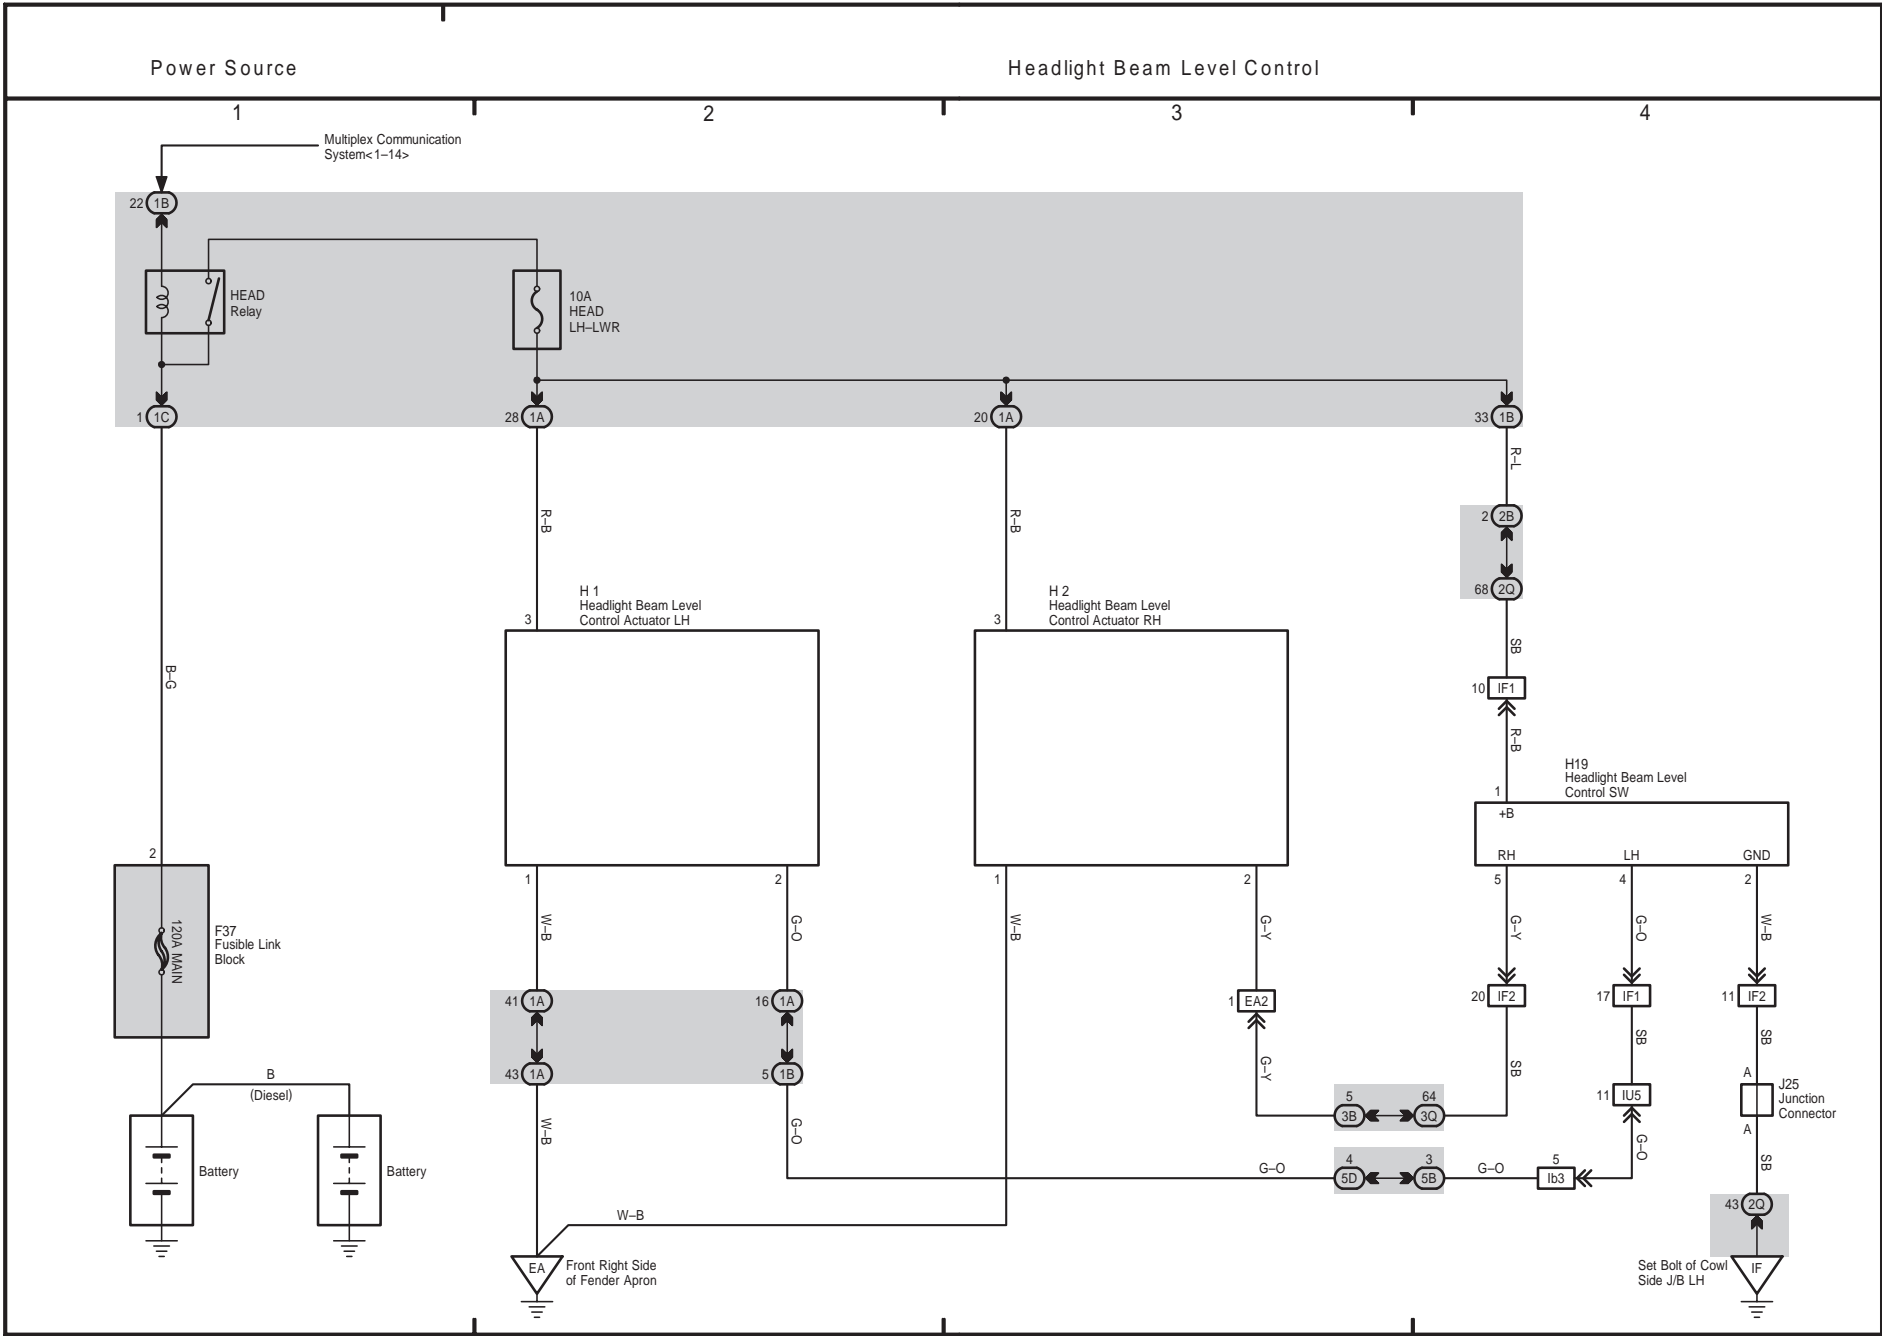 Power Source
Headlight Beam Level Control
1
2
3
4
Multiplex Communication
System<1–14>
22 1B
HEAD
Relay
10A
HEAD
LH–LWR
1 1C
28 1A
20 1A
33 1B
R–L
R–B
R–B
2 2B
68 2Q
SB
10 IF1
R–B
B–G
H 1
Headlight Beam Level
Control Actuator LH
3
H 2
Headlight Beam Level
Control Actuator RH
3
H19
Headlight Beam Level
Control SW
1
+B
RH
LH
GND
2
1
2
1
2
5
4
2
120A MAIN
F37
Fusible Link
Block
W–B
G–O
W–B
G–Y
G–Y
G–O
W–B
41 1A
16 1A
1 EA2
20 IF2
17 IF1
11 IF2
43 1A
5 1B
G–Y
SB
SB
SB
B
(Diesel)
5
3B
64
3Q
11 IU5
A
J25
Junction
Connector
A
W–B
G–O
G–O
SB
Battery
Battery
G–O
4
5D
3
5B
G–O
5
Ib3
43 2Q
W–B
EA
Front Right Side
of Fender Apron
Set Bolt of Cowl
Side J/B LH
IF